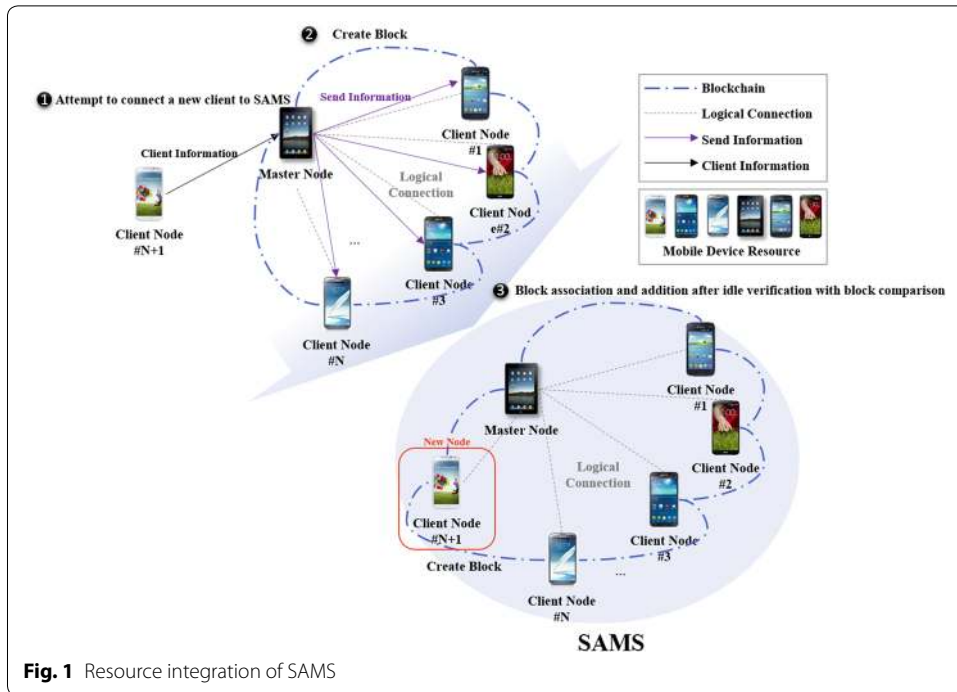 ❷ Create Block
❶ Attempt to connect a new client to SAMS
Send Information
Client Information
Master Node
Client Node
#1
Logical
Connection
Client Nod
e#2
Client Node
#N+1
...
Client Node
#3
Client Node
#N
Blockchain
Logical Connection
Send Information
Client Information
Mobile Device Resource
❸ Block association and addition after idle verification with block comparison
Client Node
#1
Master Node
Client Node
#2
New Node
Logical
Connection
Client Node
#N+1
Client Node
#3
Create Block
...
Client Node
#N
SAMS
Fig. 1 Resource integration of SAMS